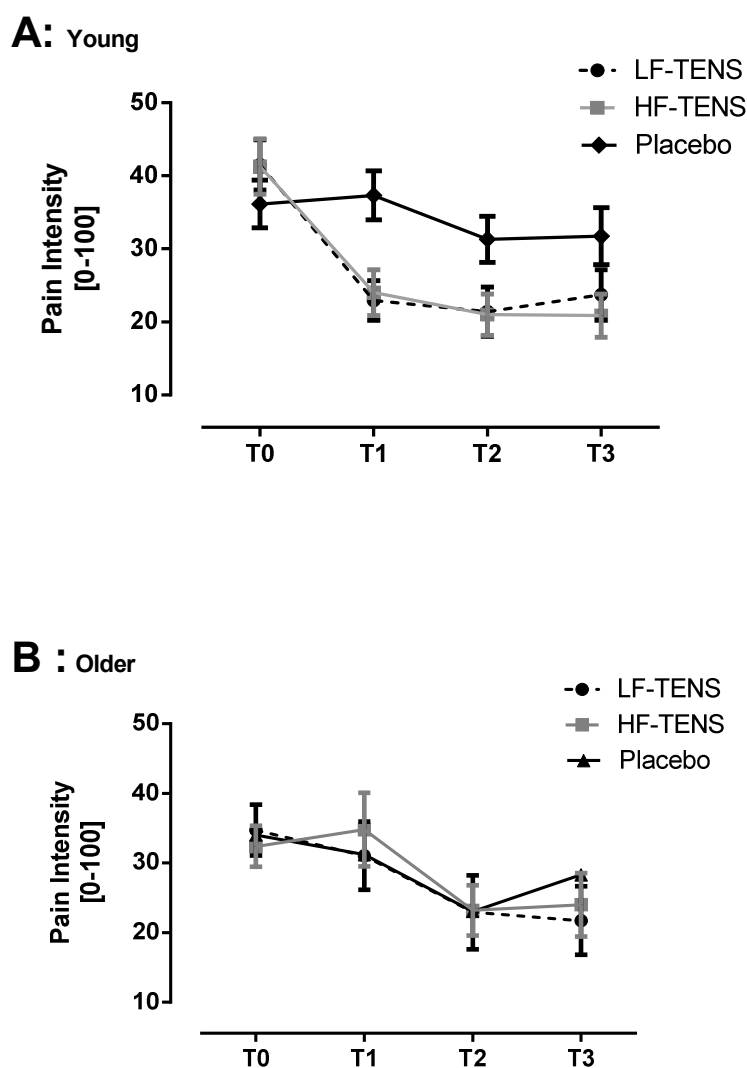 A: Young
LF-TENS
HF-TENS
Placebo
Pain Intensity
[0-100]
50
40
30
20
10
T0 T1 T2 T3
B : Older
LF-TENS
HF-TENS
Placebo
Pain Intensity
[0-100]
50
40
30
20
10
T0 T1 T2 T3